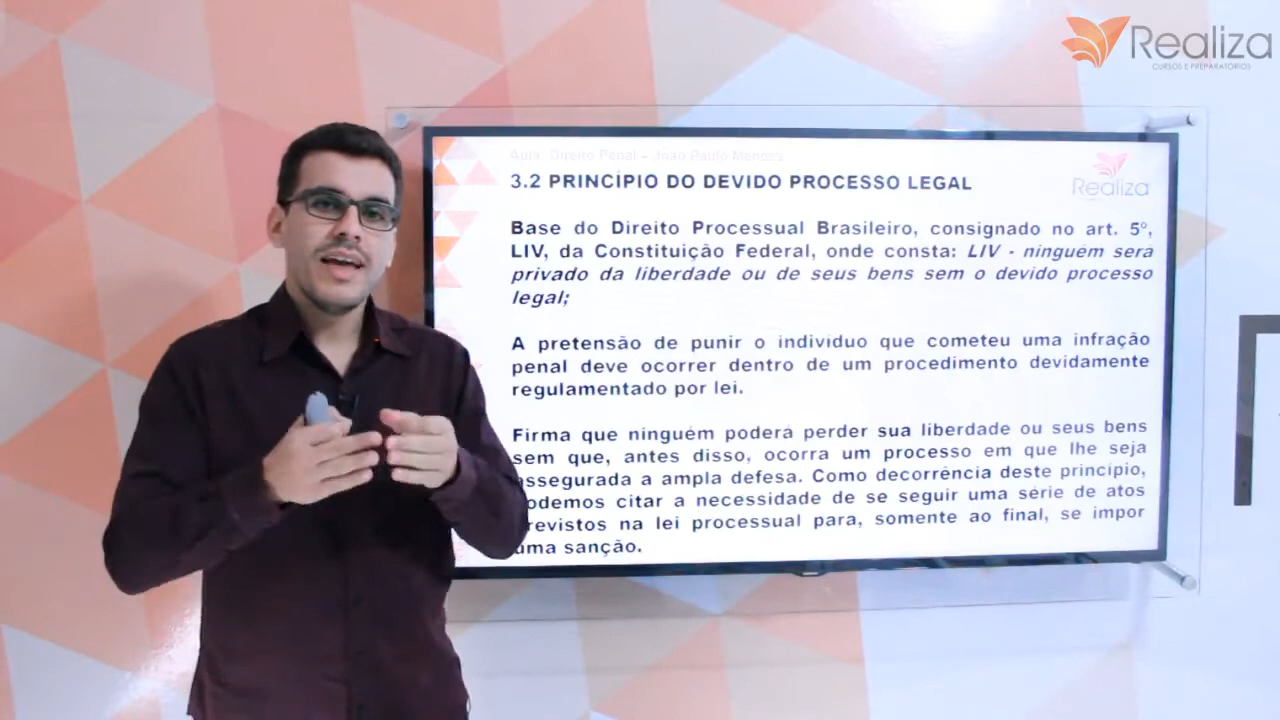 Realiza
CURSOS E PREPARATÓRIOS
Aula: Direito Penal – João Paulo Mendes
3.2 PRINCÍPIO DO DEVIDO PROCESSO LEGAL
Realiza
Base do Direito Processual Brasileiro, consignado no art. 5º,
LIV, da Constituição Federal, onde consta: LIV - ninguém será
privado da liberdade ou de seus bens sem o devido processo
legal;
A pretensão de punir o indivíduo que cometeu uma infração
penal deve ocorrer dentro de um procedimento devidamente
regulamentado por lei.
Firma que ninguém poderá perder sua liberdade ou seus bens
sem que, antes disso, ocorra um processo em que lhe seja
assegurada a ampla defesa. Como decorrência deste princípio,
podemos citar a necessidade de se seguir uma série de atos
previstos na lei processual para, somente ao final, se impor
uma sanção.